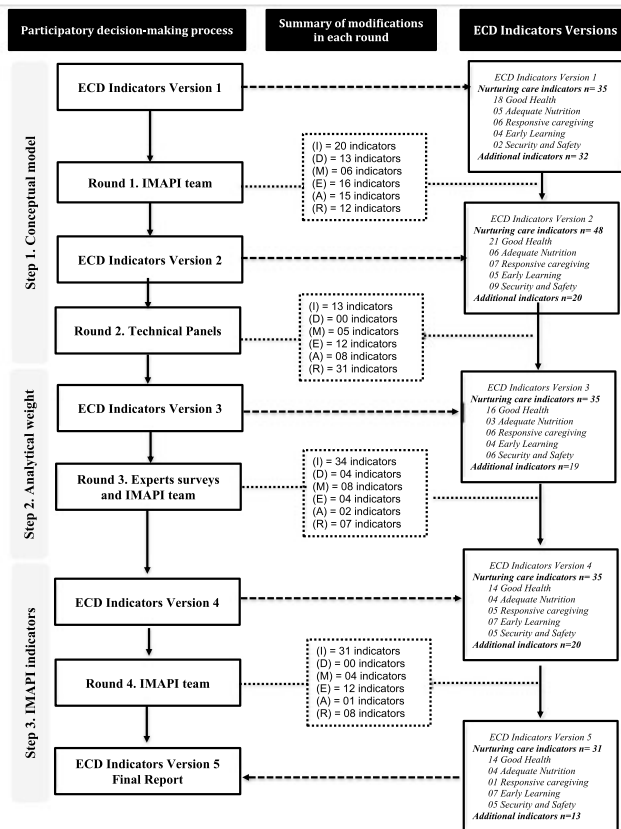 Participatory decision-making process
Summary of modifications
in each round
ECD Indicators Versions
Step 1. Conceptual model
ECD Indicators Version 1
Round 1. IMAPI team
ECD Indicators Version 2
Round 2. Technical Panels
(I) = 20 indicators
(D) = 13 indicators
(M) = 06 indicators
(E) = 16 indicators
(A) = 15 indicators
(R) = 12 indicators
(I) = 13 indicators
(D) = 00 indicators
(M) = 05 indicators
(E) = 12 indicators
(A) = 08 indicators
(R) = 31 indicators
ECD Indicators Version 1
Nurturing care indicators n= 35
18 Good Health
05 Adequate Nutrition
06 Responsive caregiving
04 Early Learning
02 Security and Safety
Additional indicators n= 32
ECD Indicators Version 2
Nurturing care indicators n= 48
21 Good Health
06 Adequate Nutrition
07 Responsive caregiving
05 Early Learning
09 Security and Safety
Additional indicators n=20
Step 2. Analytical weight
ECD Indicators Version 3
Round 3. Experts surveys
and IMAPI team
(I) = 34 indicators
(D) = 04 indicators
(M) = 08 indicators
(E) = 04 indicators
(A) = 02 indicators
(R) = 07 indicators
ECD Indicators Version 3
Nurturing care indicators n= 35
16 Good Health
03 Adequate Nutrition
06 Responsive caregiving
04 Early Learning
06 Security and Safety
Additional indicators n=19
Step 3. IMAPI indicators
ECD Indicators Version 4
Round 4. IMAPI team
ECD Indicators Version 5
Final Report
(I) = 31 indicators
(D) = 00 indicators
(M) = 04 indicators
(E) = 12 indicators
(A) = 01 indicators
(R) = 08 indicators
ECD Indicators Version 4
Nurturing care indicators n= 35
14 Good Health
04 Adequate Nutrition
05 Responsive caregiving
07 Early Learning
05 Security and Safety
Additional indicators n=20
ECD Indicators Version 5
Nurturing care indicators n= 31
14 Good Health
04 Adequate Nutrition
01 Responsive caregiving
07 Early Learning
05 Security and Safety
Additional indicators n=13